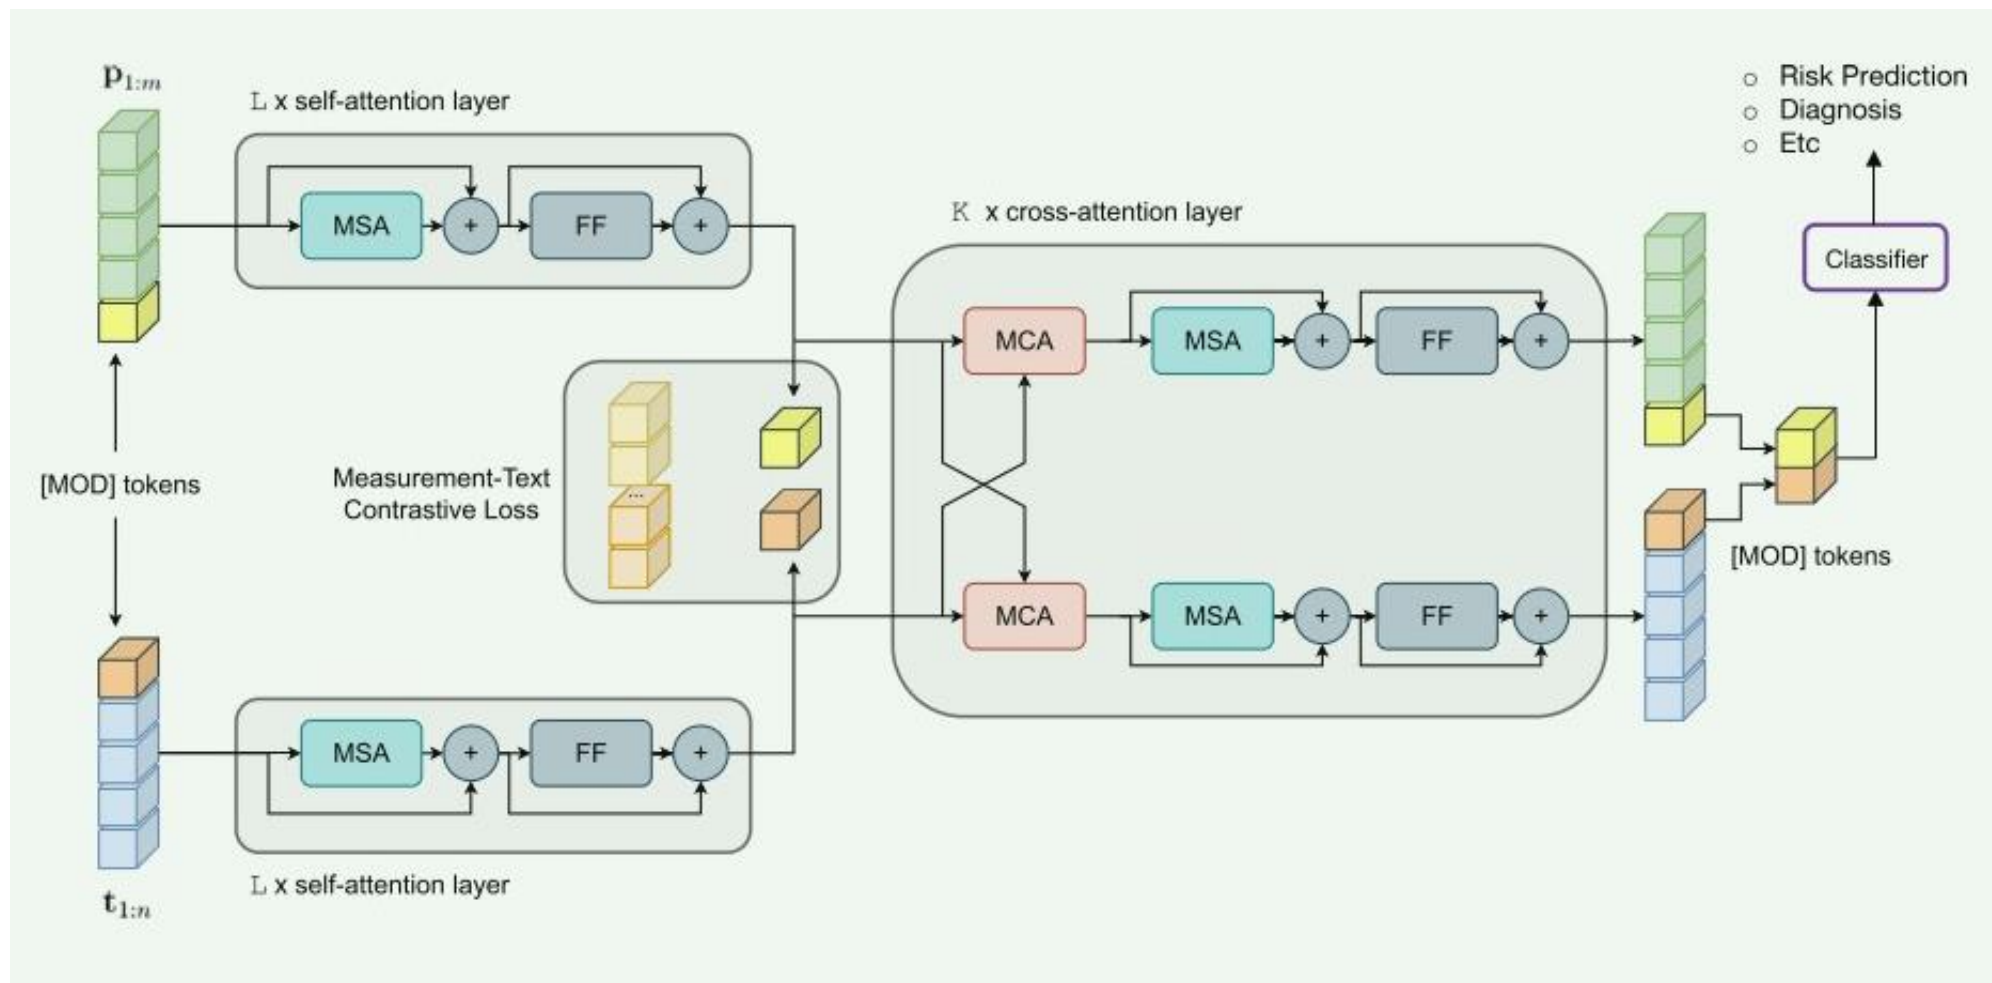 p1:m
L x self-attention layer
MSA
+
FF
+
[MOD] tokens
t1:n
MSA
+
FF
+
L x self-attention layer
Measurement-Text
Contrastive Loss
...
K x cross-attention layer
MCA
MSA
+
FF
+
MCA
MSA
+
FF
+
[MOD] tokens
Classifier
○ Risk Prediction
○ Diagnosis
○ Etc